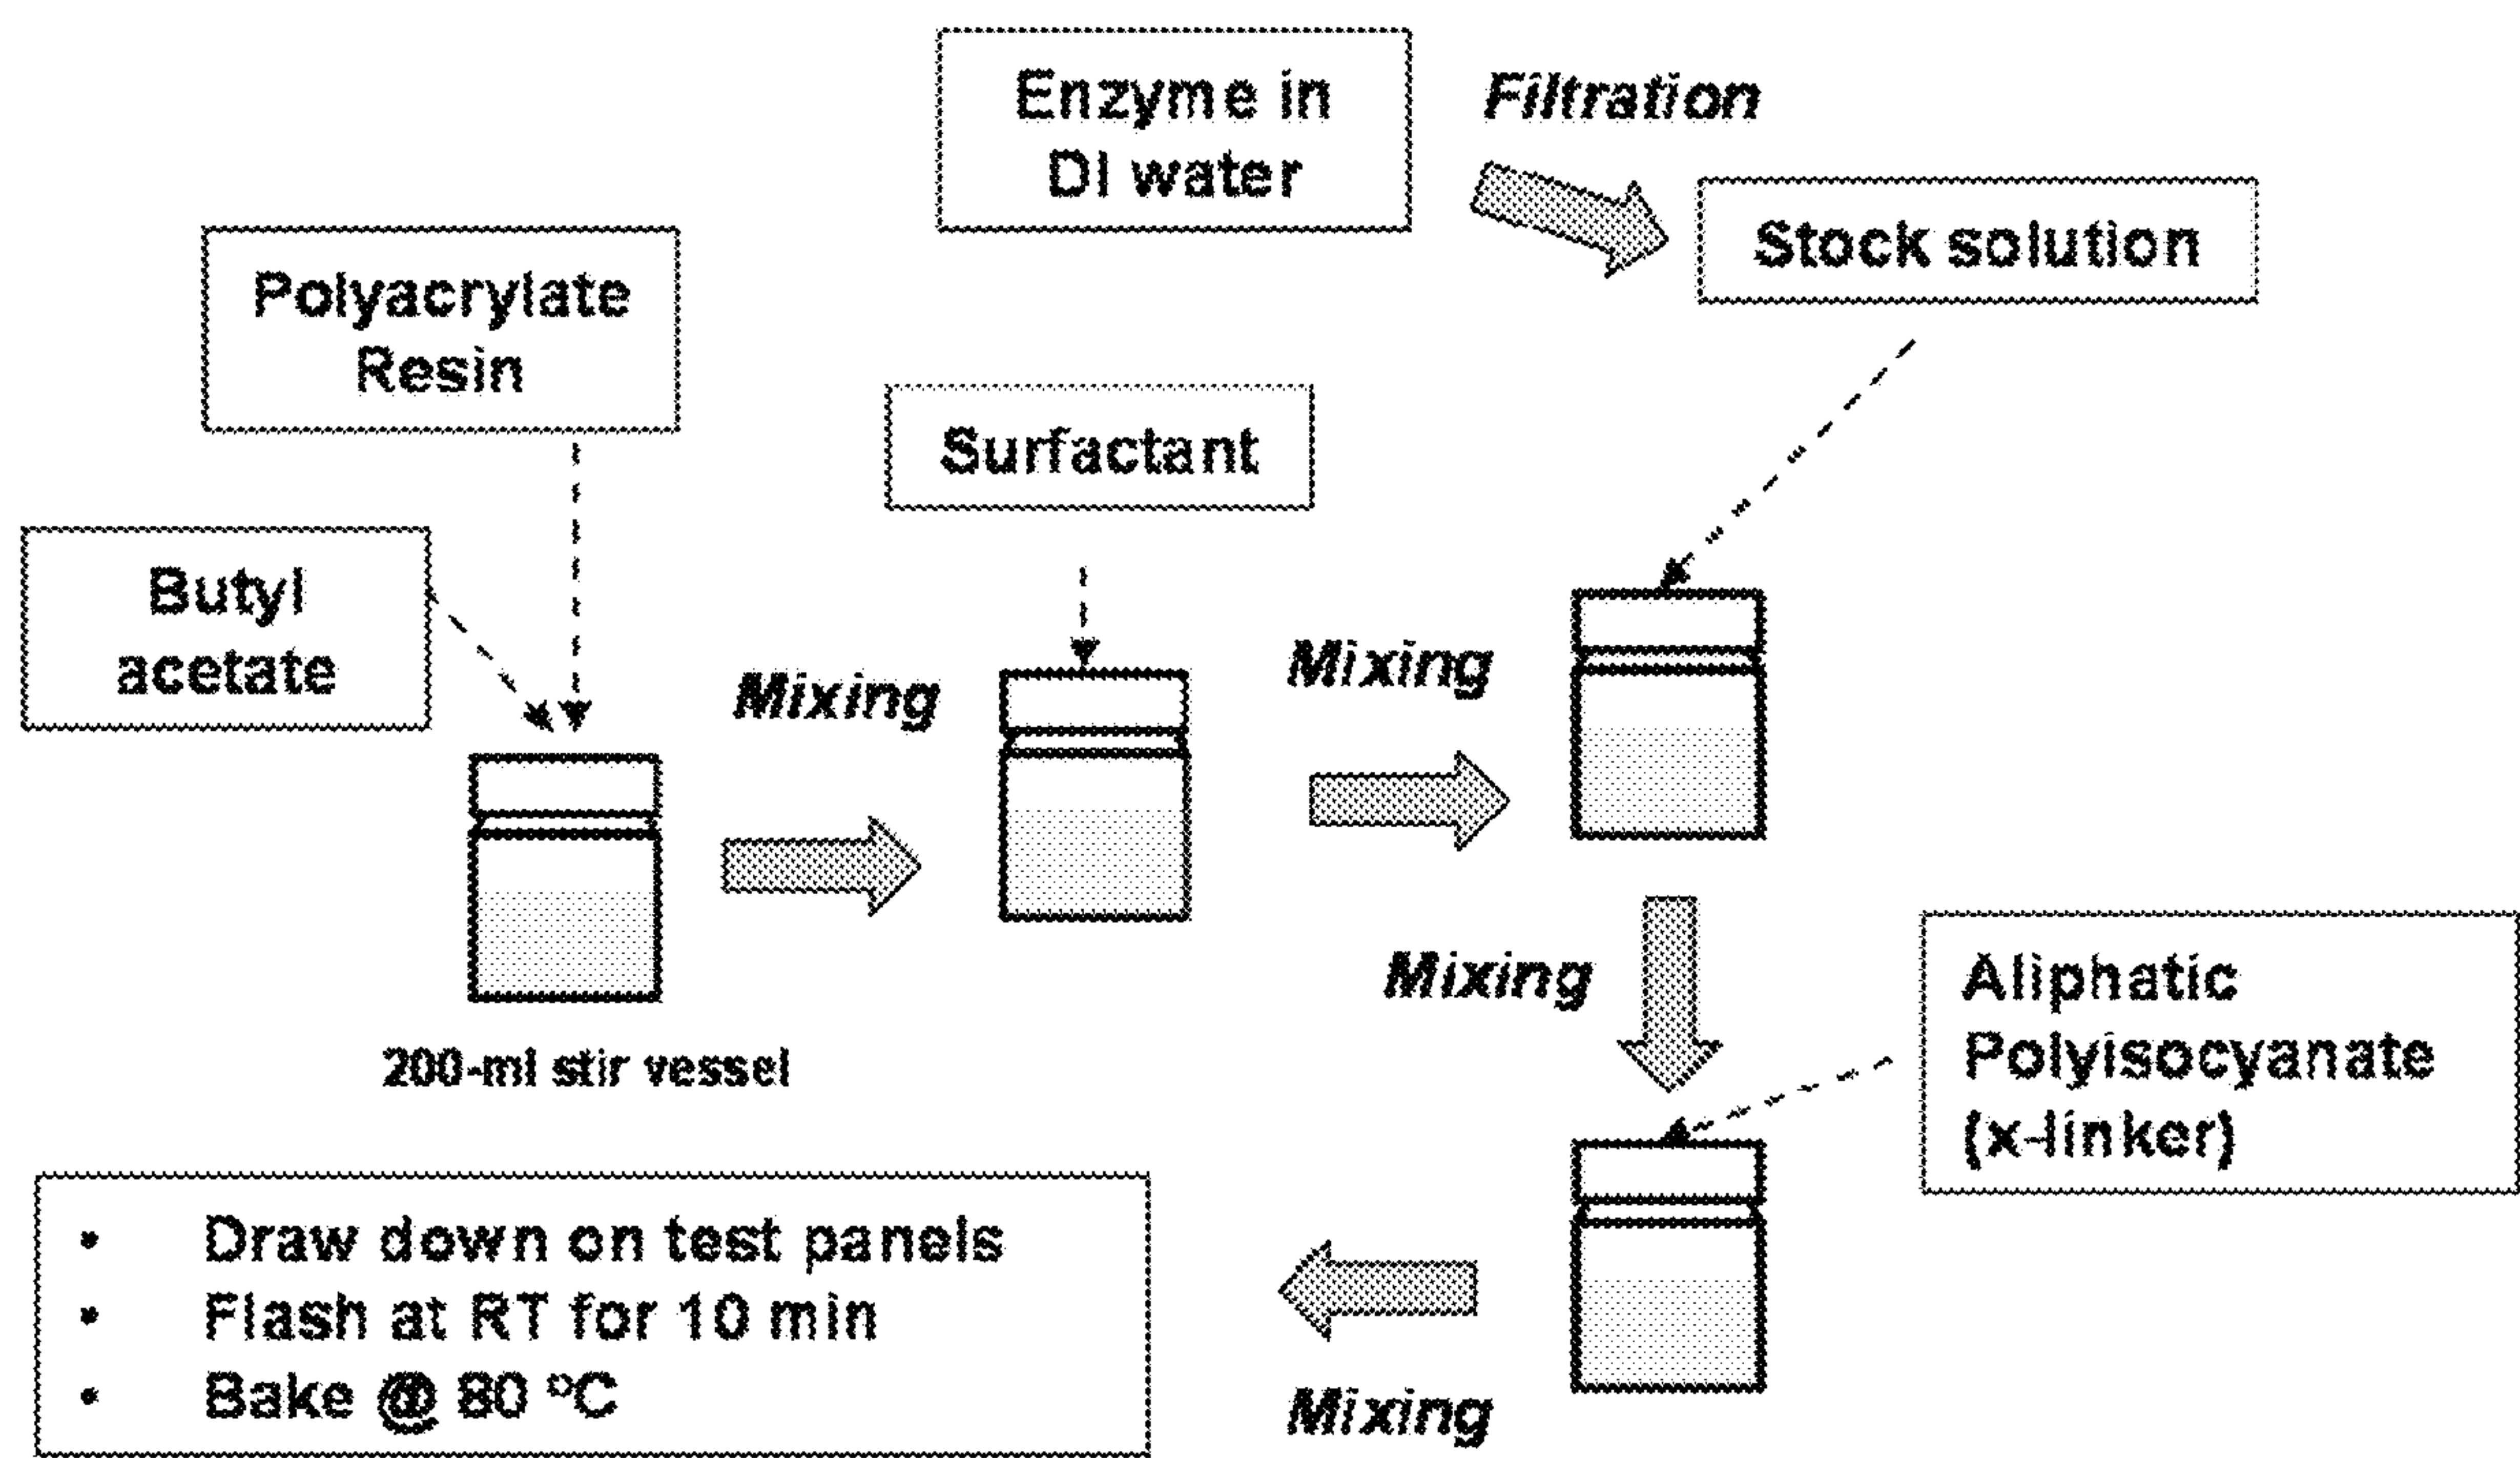 Enzyme in
DI water
Filtration
Stock solution
Polyacrylate
Resin
Surfactant
Butyl
acetate
Mixing
Mixing
200-ml stir vessel
Mixing
Aliphatic
Polyisocyanate
(x-linker)
• Draw down on test panels
• Flash at RT for 10 min
• Bake @ 80 °C
Mixing